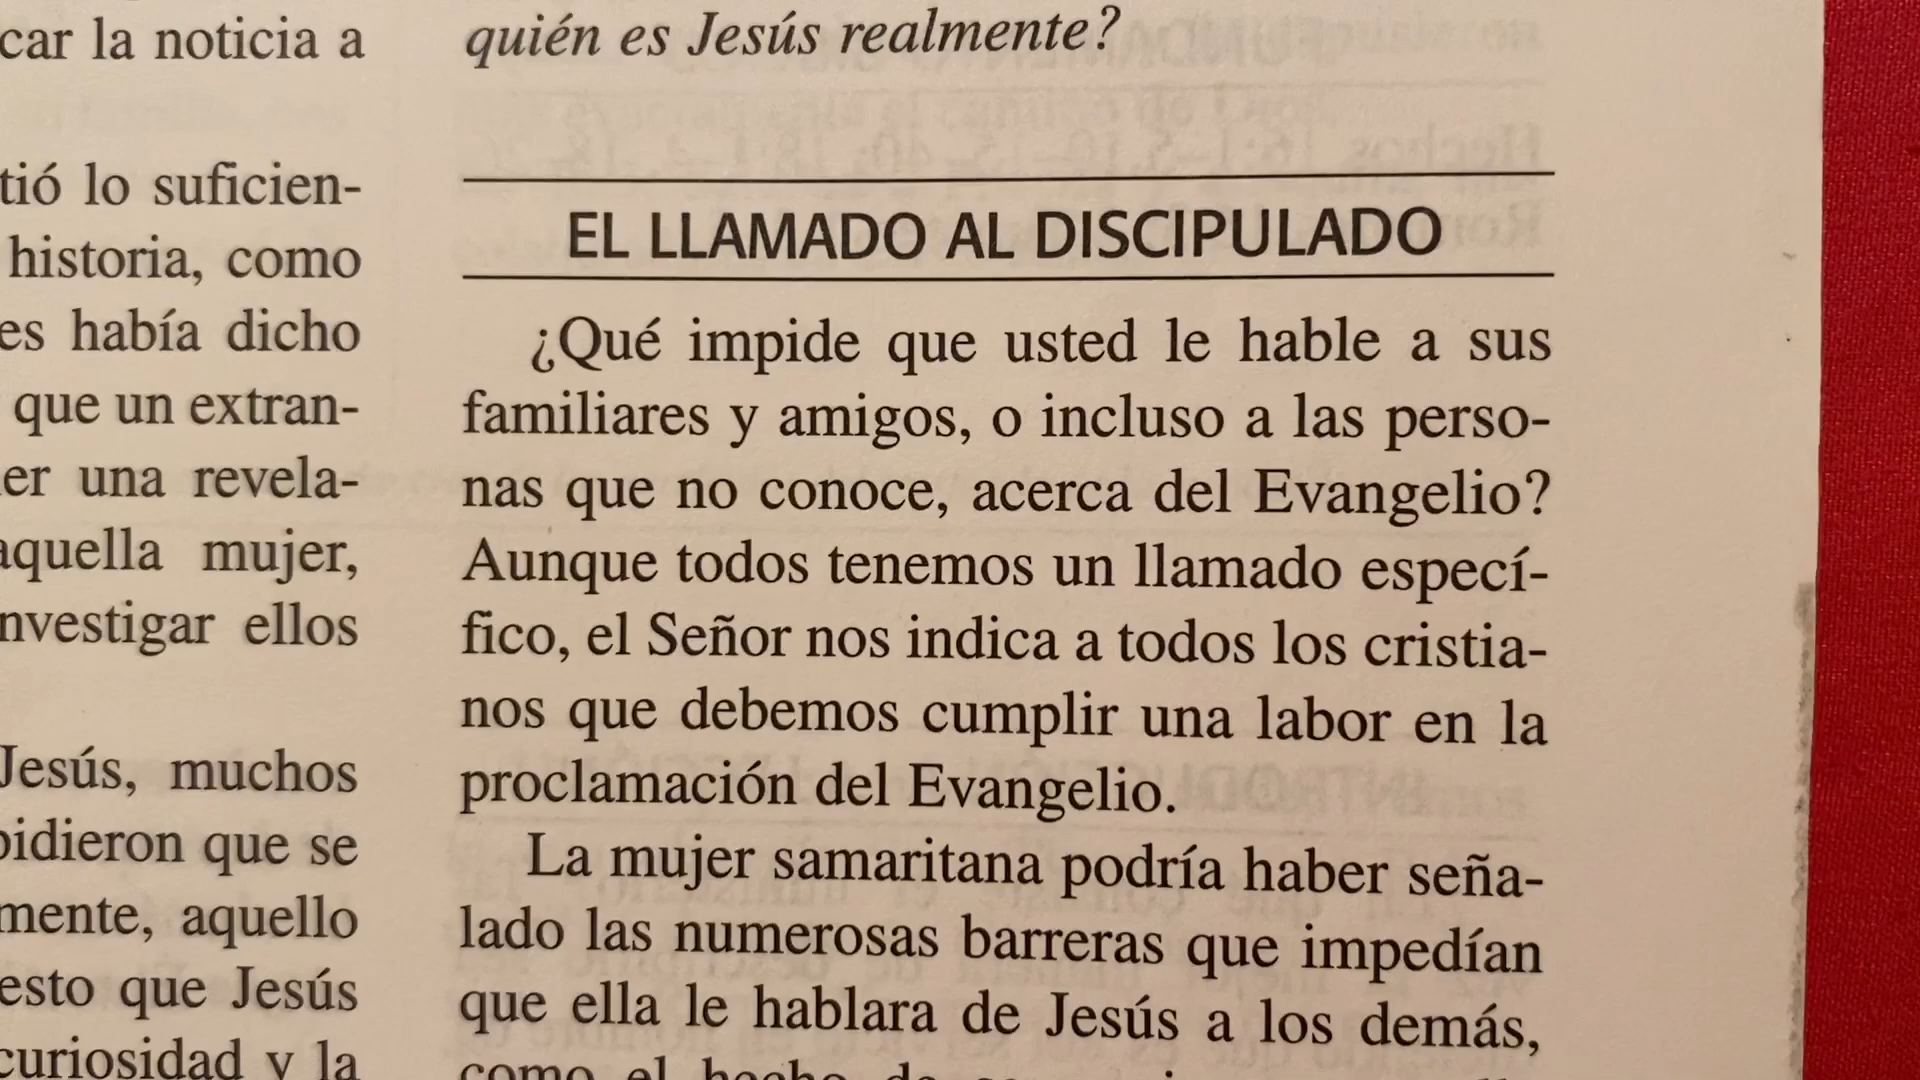 car la noticia a
tió lo suficien-
historia, como
es había dicho
que un extran-
er una revela-
aquella mujer,
nvestigar ellos
Jesús, muchos
pidieron que se
mente, aquello
esto que Jesús
curiosidad y la
quién es Jesús realmente?
EL LLAMADO AL DISCIPULADO
¿Qué impide que usted le hable a sus
familiares y amigos, o incluso a las perso-
nas que no conoce, acerca del Evangelio?
Aunque todos tenemos un llamado especí-
fico, el Señor nos indica a todos los cristia-
nos que debemos cumplir una labor en la
proclamación del Evangelio.
La mujer samaritana podría haber seña-
lado las numerosas barreras que impedían
que ella le hablara de Jesús a los demás,
como el hecho de